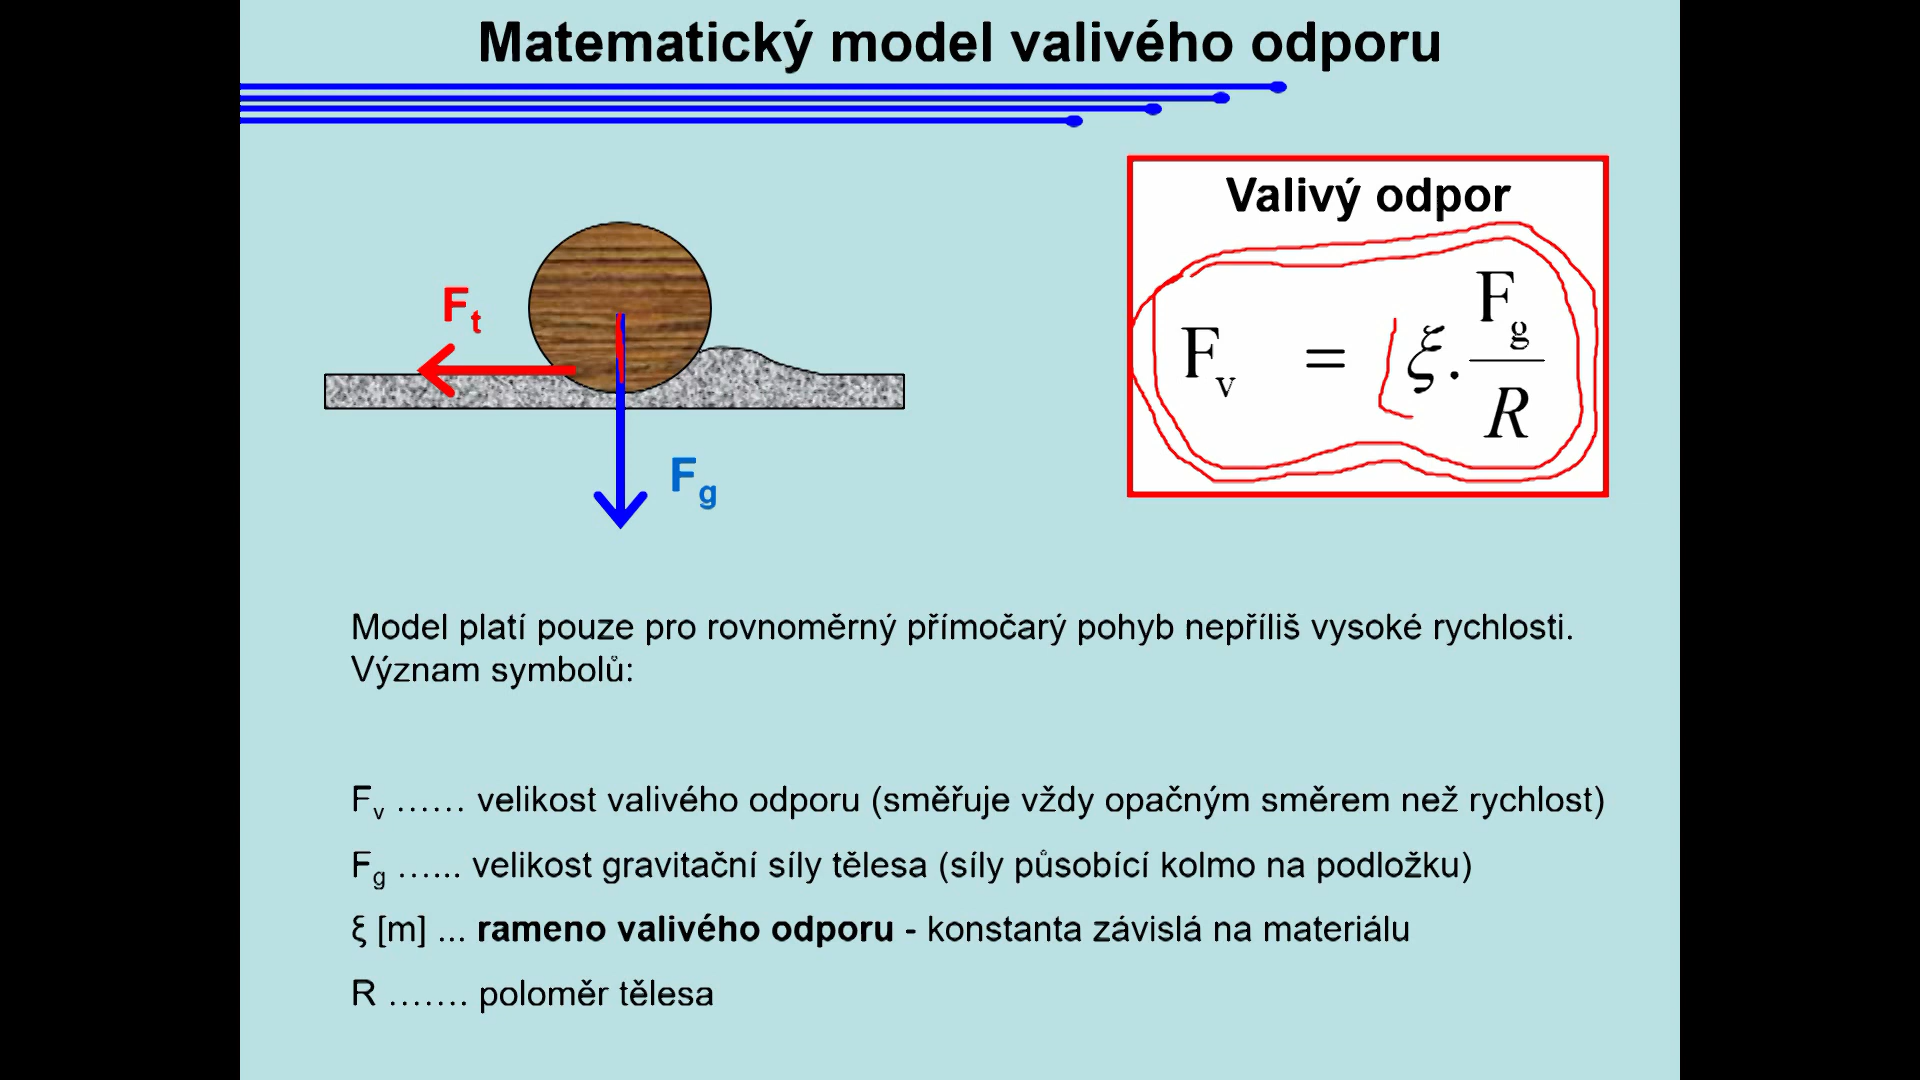 Matematický model valivého odporu
Valivý odpor
F_v = ξ . F_g / R
F_t
F_g
Model platí pouze pro rovnoměrný přímočarý pohyb nepříliš vysoké rychlosti.
Význam symbolů:
F_v …… velikost valivého odporu (směřuje vždy opačným směrem než rychlost)
F_g …... velikost gravitační síly tělesa (síly působící kolmo na podložku)
ξ [m] ... rameno valivého odporu - konstanta závislá na materiálu
R ……. poloměr tělesa